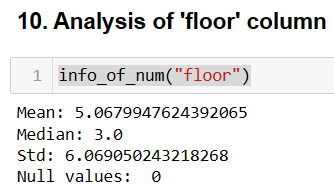 10. Analysis of 'floor' column
1 info_of_num("floor")
Mean: 5.0679947624392065
Median: 3.0
Std: 6.069050243218268
Null values:  0